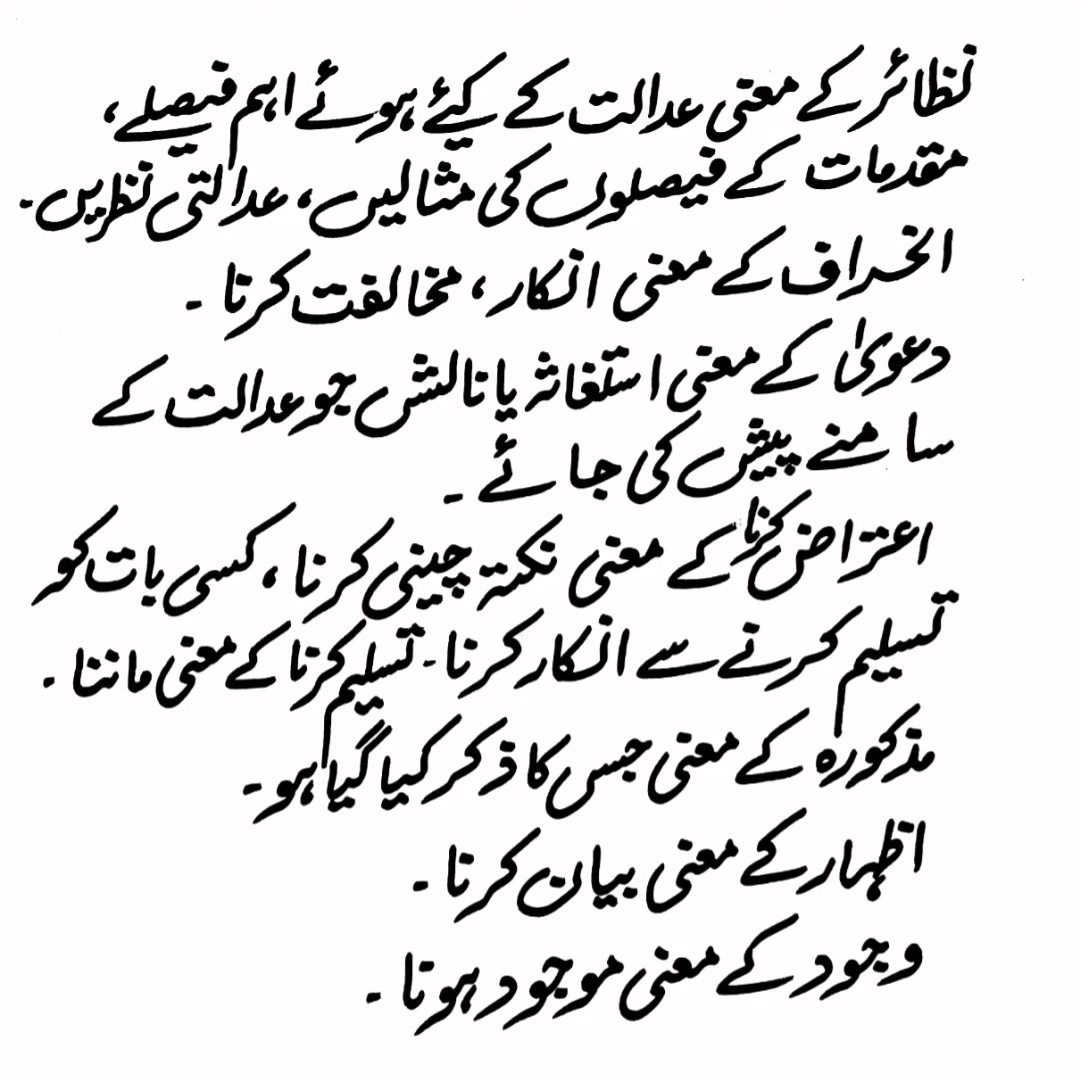 نظائر کے معنی عدالت کے کیئے ہوئے اہم فیصلے،
مقدمات کے فیصلوں کی مثالیں، عدالتی نظریں۔
انحراف کے معنی انکار، مخالفت کرنا ۔
دعویٰ کے معنی استغاثہ یا نالش جو عدالت کے
سامنے پیش کی جائے ۔
اعتراض کرنا کے معنی نکتہ چینی کرنا ، کسی بات کو
تسلیم کرنے سے انکار کرنا ۔ تسلیم کرنا کے معنی ماننا ۔
مذکورہ کے معنی جس کا ذکر کیا گیا ہو ۔
اظہار کے معنی بیان کرنا ۔
وجود کے معنی موجود ہونا ۔